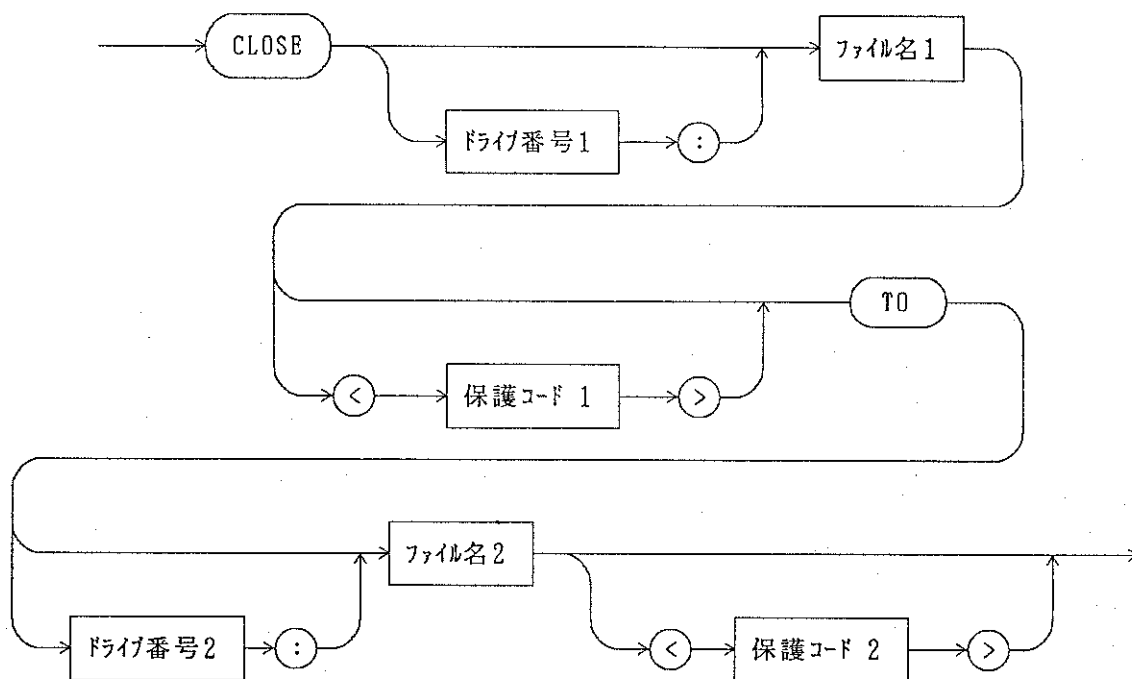 CLOSE
ファイル名1
ドライブ番号1
:
TO
<
保護コード 1
>
ファイル名2
ドライブ番号2
:
<
保護コード 2
>